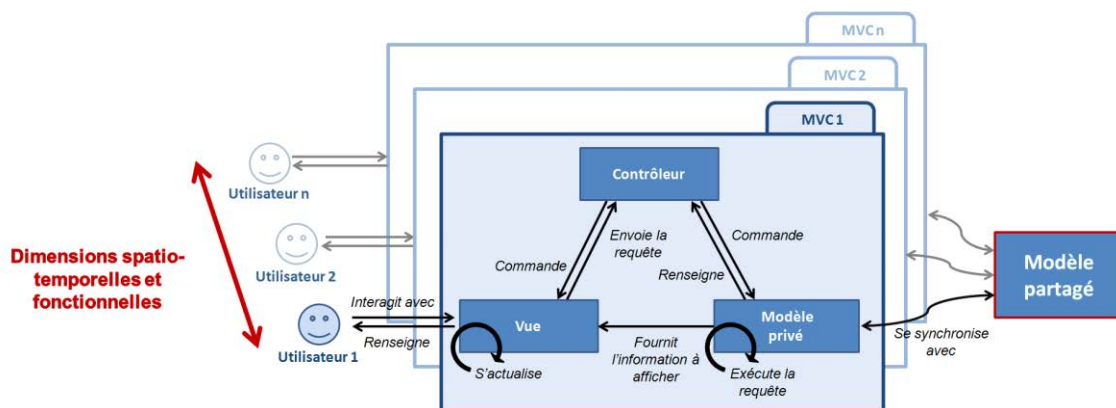 MVC n
MVC 2
MVC 1
Contrôleur
Utilisateur n
Envoie la
requête
Commande
Commande
Renseigne
Dimensions spatio-
temporelles et
fonctionnelles
Utilisateur 2
Modèle
partagé
Interagit avec
Renseigne
Utilisateur 1
Vue
Modèle
privé
Se synchronise
avec
Fournit
l'information à
afficher
S'actualise
Exécute la
requête